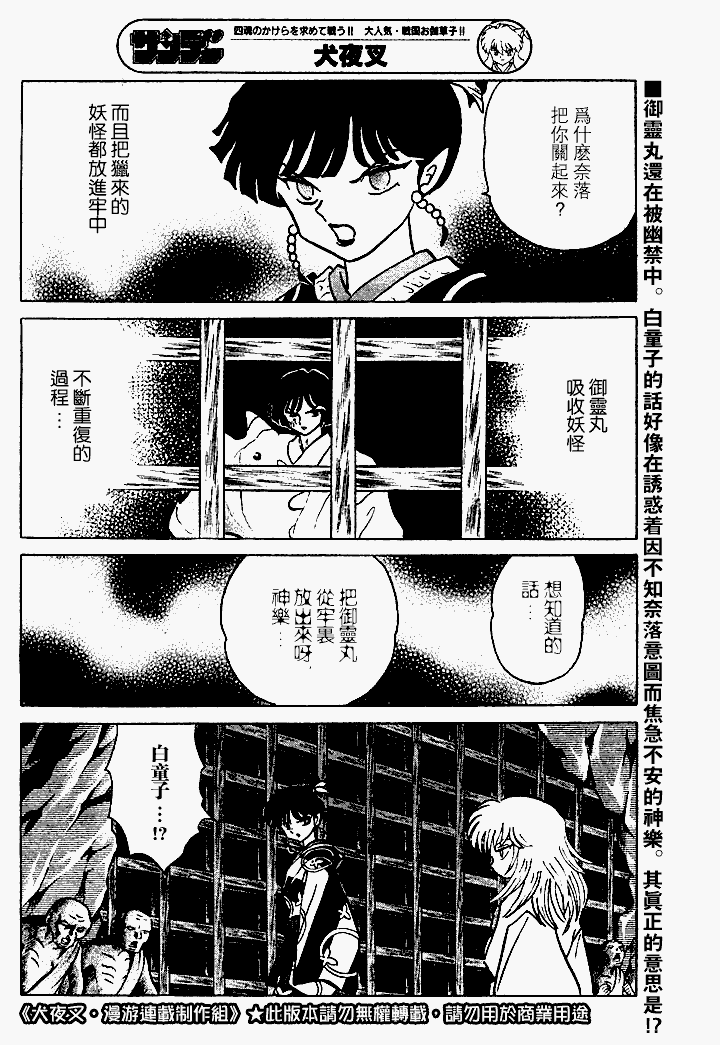 サンデー
四魂のかけらを求めて戦う!! 大人気・戦国お伽草子!!
犬夜叉
■御靈丸還在被幽禁中。白童子的話好像在誘惑着因不知奈落意圖而焦急不安的神樂。其眞正的意思是!?
爲什麽奈落
把你關起來?
而且把獵來的
妖怪都放進牢中
御靈丸
吸收妖怪
不斷重復的
過程…
想知道的
話…
把御靈丸
從牢裏
放出來呀,
神樂…
白童子…!?
《犬夜叉・漫游連載制作組》★此版本請勿無權轉載・請勿用於商業用途